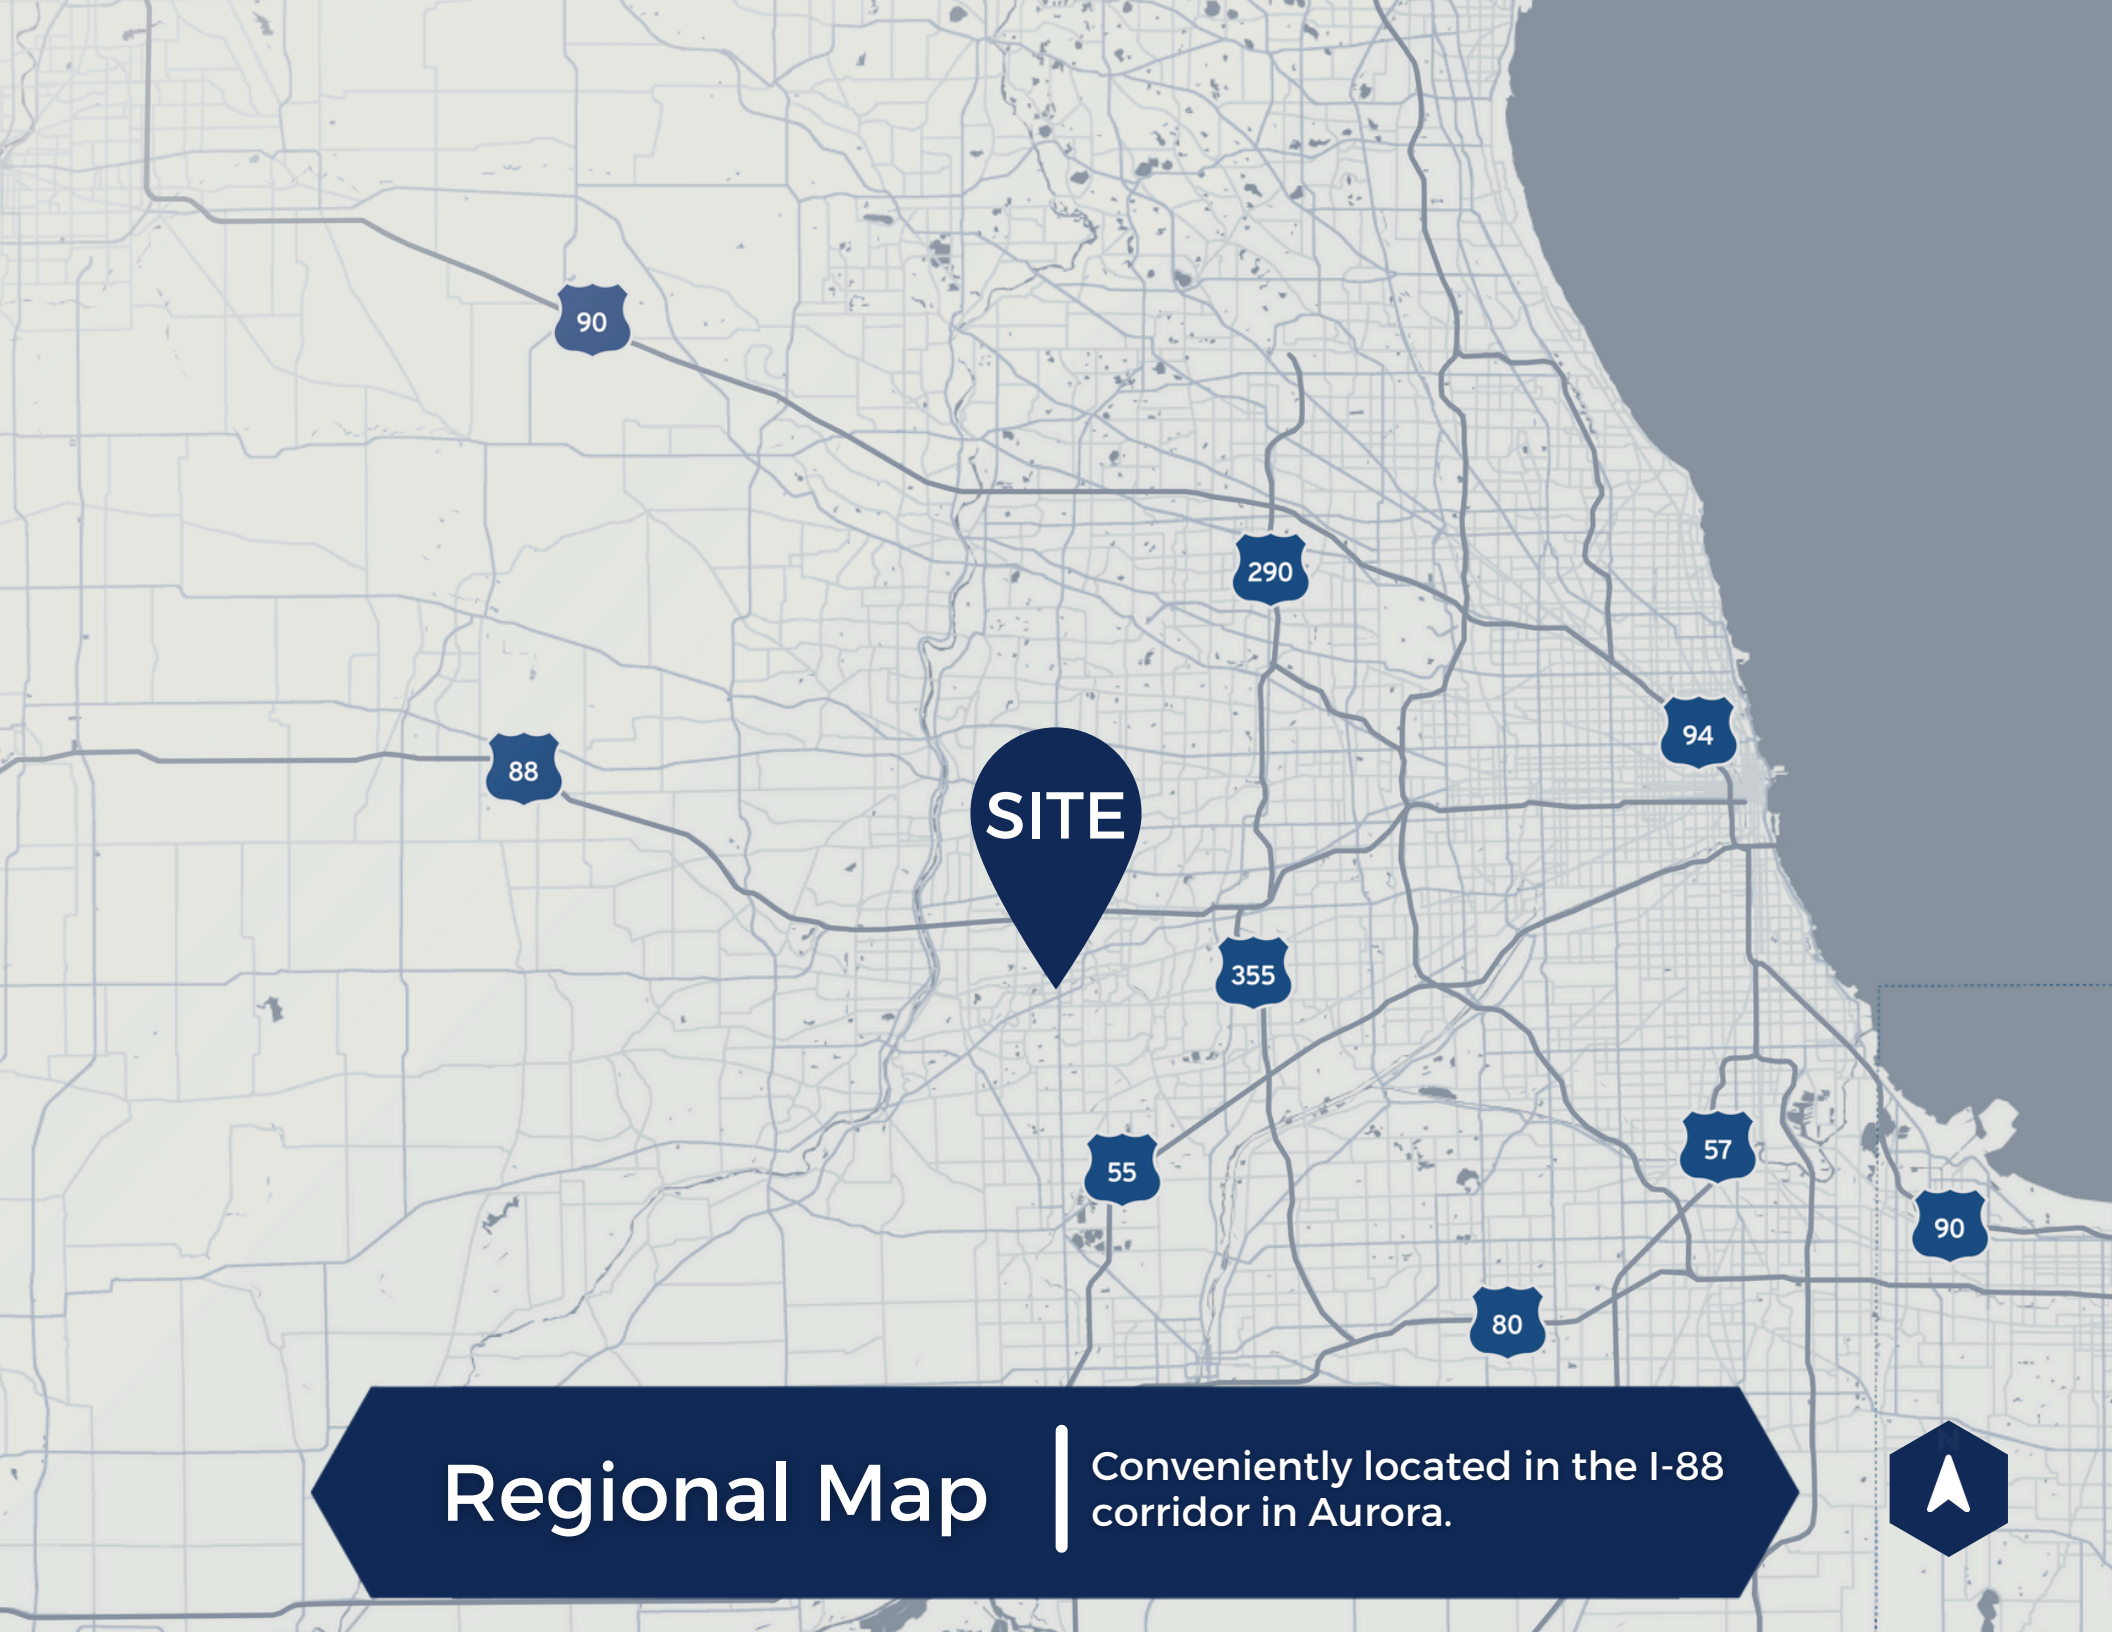 90
290
94
88
SITE
355
57
55
90
80
Regional Map
Conveniently located in the I-88
corridor in Aurora.
N